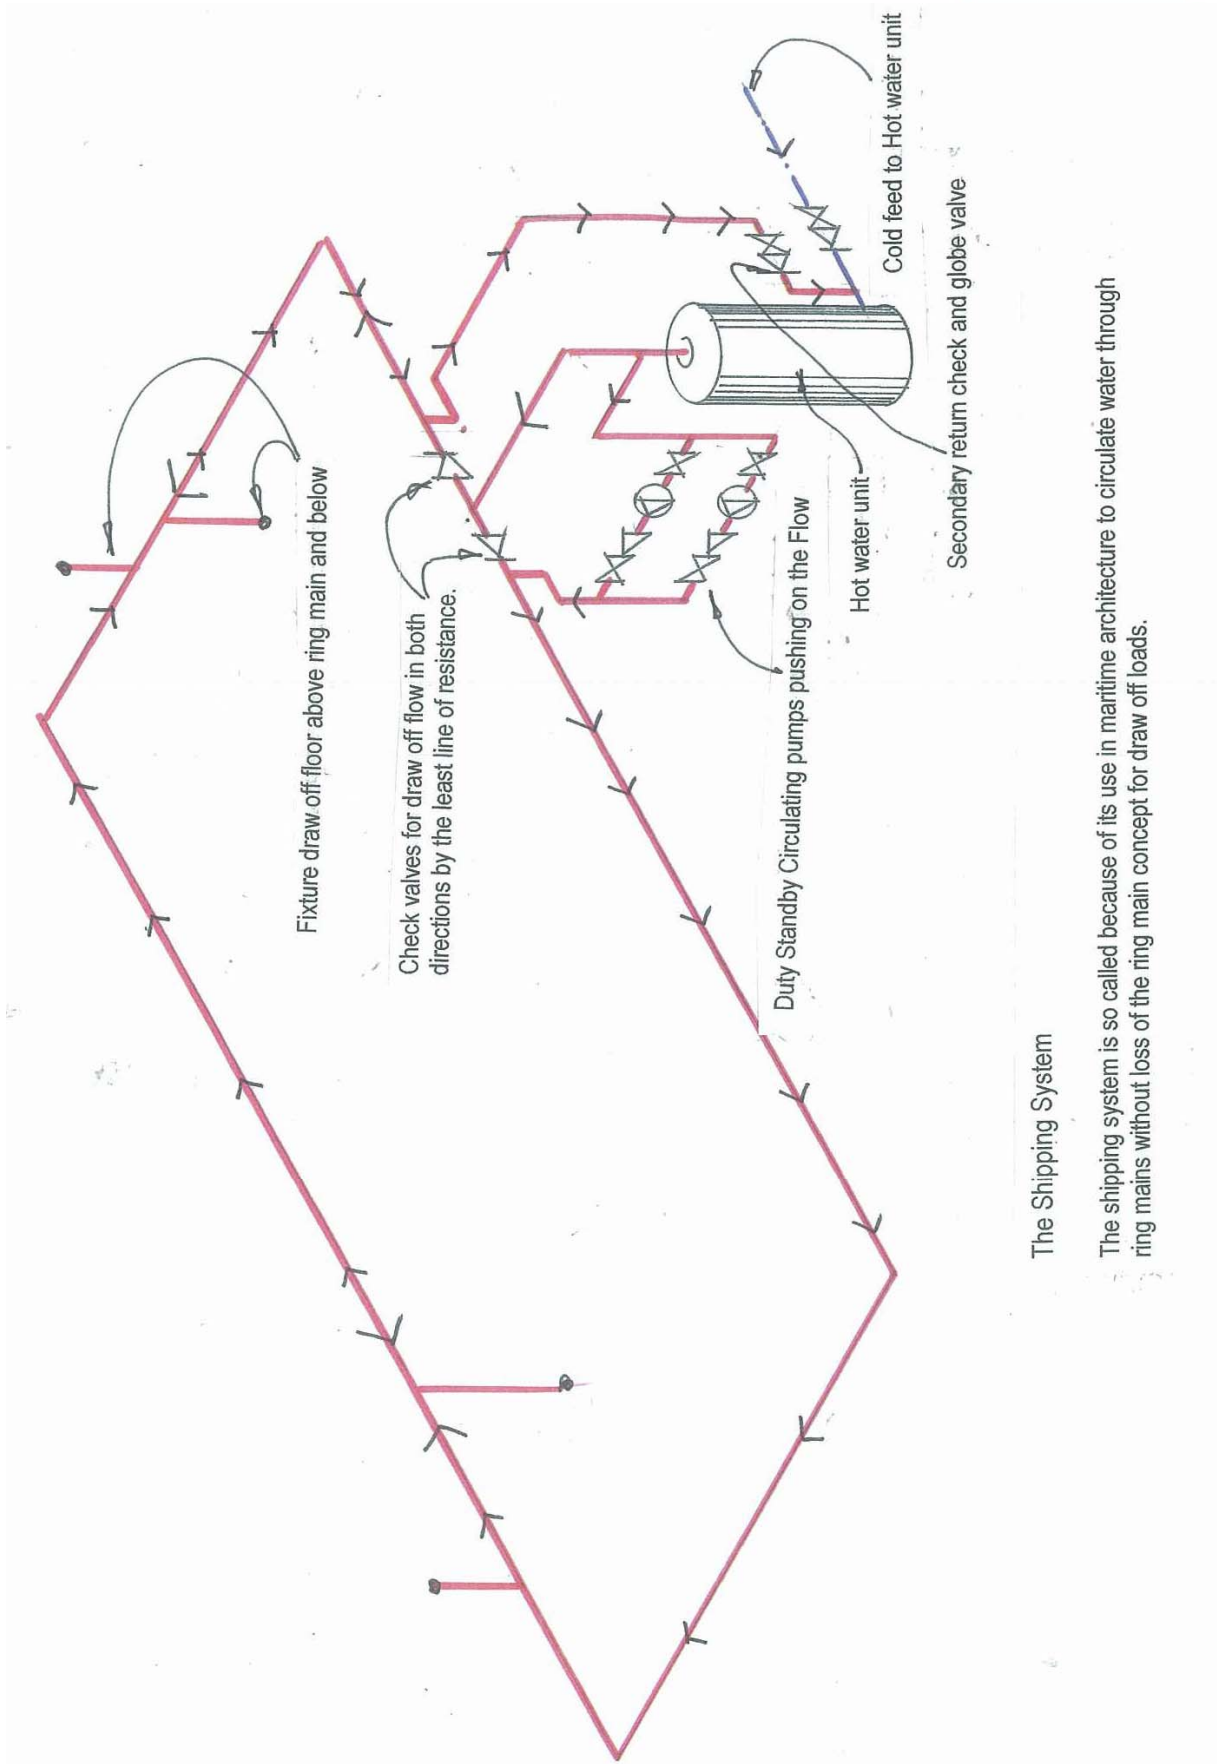 Fixture draw off floor above ring main and below
Check valves for draw off flow in both
directions by the least line of resistance.
Duty Standby Circulating pumps pushing on the Flow
Hot water unit
Cold feed to Hot water unit
Secondary return check and globe valve
The Shipping System
The shipping system is so called because of its use in maritime architecture to circulate water through
ring mains without loss of the ring main concept for draw off loads.